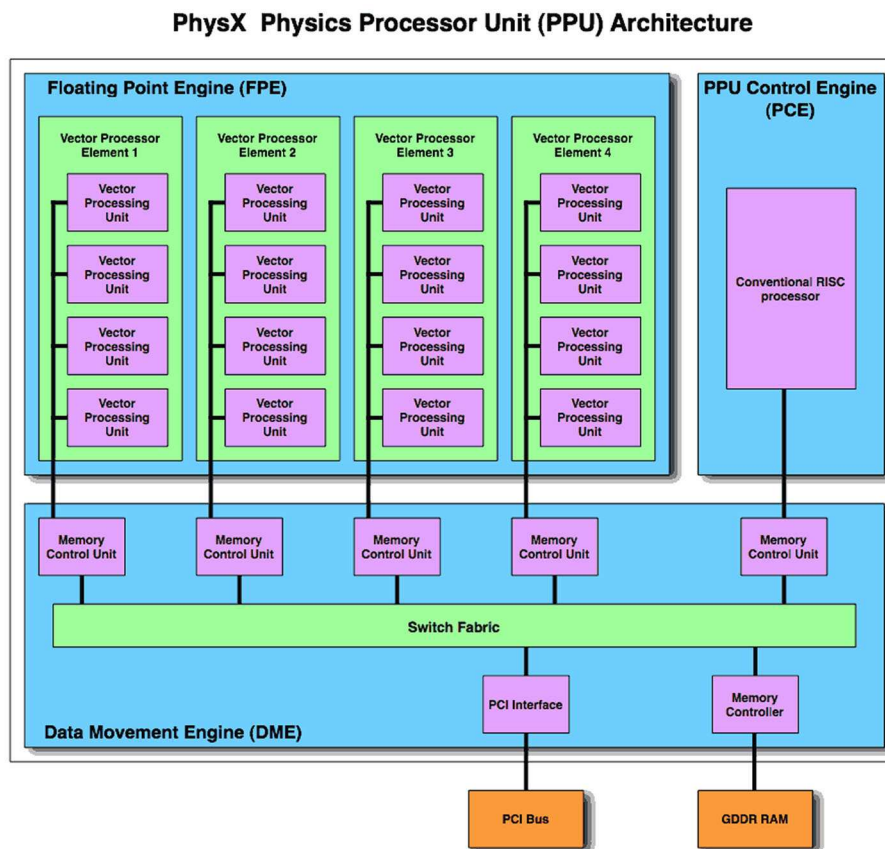 PhysX Physics Processor Unit (PPU) Architecture
Floating Point Engine (FPE)
Vector Processor
Element 1
Vector
Processing
Unit
Vector
Processing
Unit
Vector
Processing
Unit
Vector
Processing
Unit
Vector Processor
Element 2
Vector
Processing
Unit
Vector
Processing
Unit
Vector
Processing
Unit
Vector
Processing
Unit
Vector Processor
Element 3
Vector
Processing
Unit
Vector
Processing
Unit
Vector
Processing
Unit
Vector
Processing
Unit
Vector Processor
Element 4
Vector
Processing
Unit
Vector
Processing
Unit
Vector
Processing
Unit
Vector
Processing
Unit
PPU Control Engine
(PCE)
Conventional RISC
processor
Memory
Control Unit
Memory
Control Unit
Memory
Control Unit
Memory
Control Unit
Memory
Control Unit
Switch Fabric
PCI Interface
Memory
Controller
Data Movement Engine (DME)
PCI Bus
GDDR RAM